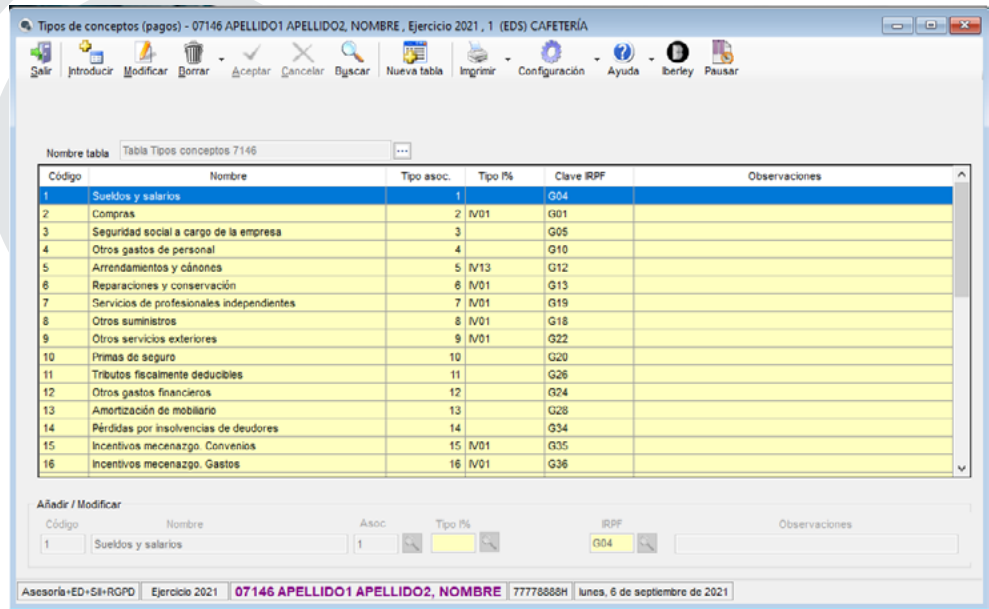 Tipos de conceptos (pagos) - 07146 APELLIDO1 APELLIDO2, NOMBRE , Ejercicio 2021 , 1 (EDS) CAFETERÍA
Salir Introducir Modificar Borrar Aceptar Cancelar Buscar Nueva tabla Imprimir Configuración Ayuda Iberley Pausar
Nombre tabla Tabla Tipos conceptos 7146 ...
Código Nombre Tipo asoc. Tipo I% Clave IRPF Observaciones
1 Sueldos y salarios 1 G04
2 Compras 2 IV01 G01
3 Seguridad social a cargo de la empresa 3 G05
4 Otros gastos de personal 4 G10
5 Arrendamientos y cánones 5 IV13 G12
6 Reparaciones y conservación 6 IV01 G13
7 Servicios de profesionales independientes 7 IV01 G19
8 Otros suministros 8 IV01 G18
9 Otros servicios exteriores 9 IV01 G22
10 Primas de seguro 10 G20
11 Tributos fiscalmente deducibles 11 G26
12 Otros gastos financieros 12 G24
13 Amortización de mobiliario 13 G28
14 Pérdidas por insolvencias de deudores 14 G34
15 Incentivos mecenazgo. Convenios 15 IV01 G35
16 Incentivos mecenazgo. Gastos 16 IV01 G36
Añadir / Modificar
Código Nombre Asoc Tipo I% IRPF Observaciones
1 Sueldos y salarios 1 G04
Asesoría+ED+SII+RGPD Ejercicio 2021 07146 APELLIDO1 APELLIDO2, NOMBRE 77778888H lunes, 6 de septiembre de 2021